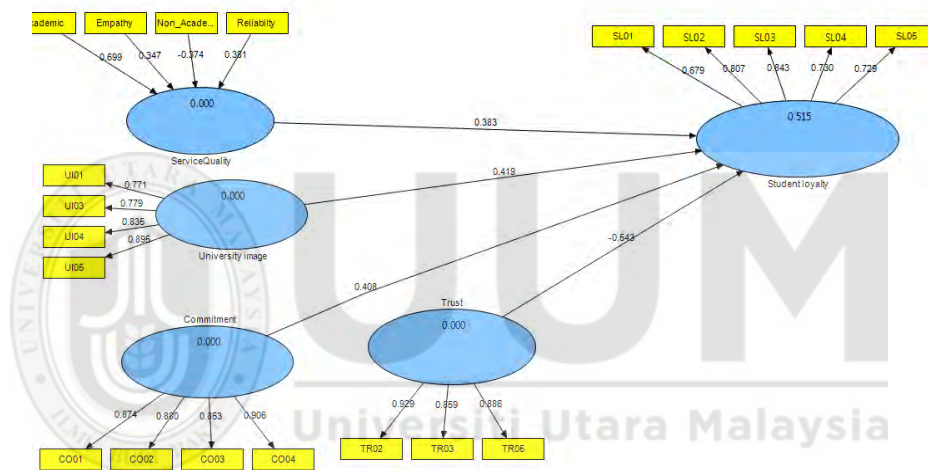 cademic Empathy Non_Acade... Reliabilty
0.699 0.347 -0.374 0.381
0.000
ServiceQuality
SL01 SL02 SL03 SL04 SL05
0.679 0.807 0.843 0.730 0.729
0.515
Student loyalty
0.383
UI01
UI03
UI04
UI05
0.771
0.779
0.835
0.895
0.000
University image
0.419
0.408
-0.543
Commitment
0.000
0.874 0.880 0.853 0.906
CO01 CO02 CO03 CO04
Trust
0.000
0.929 0.859 0.886
TR02 TR03 TR05
UUM
Universiti Utara Malaysia